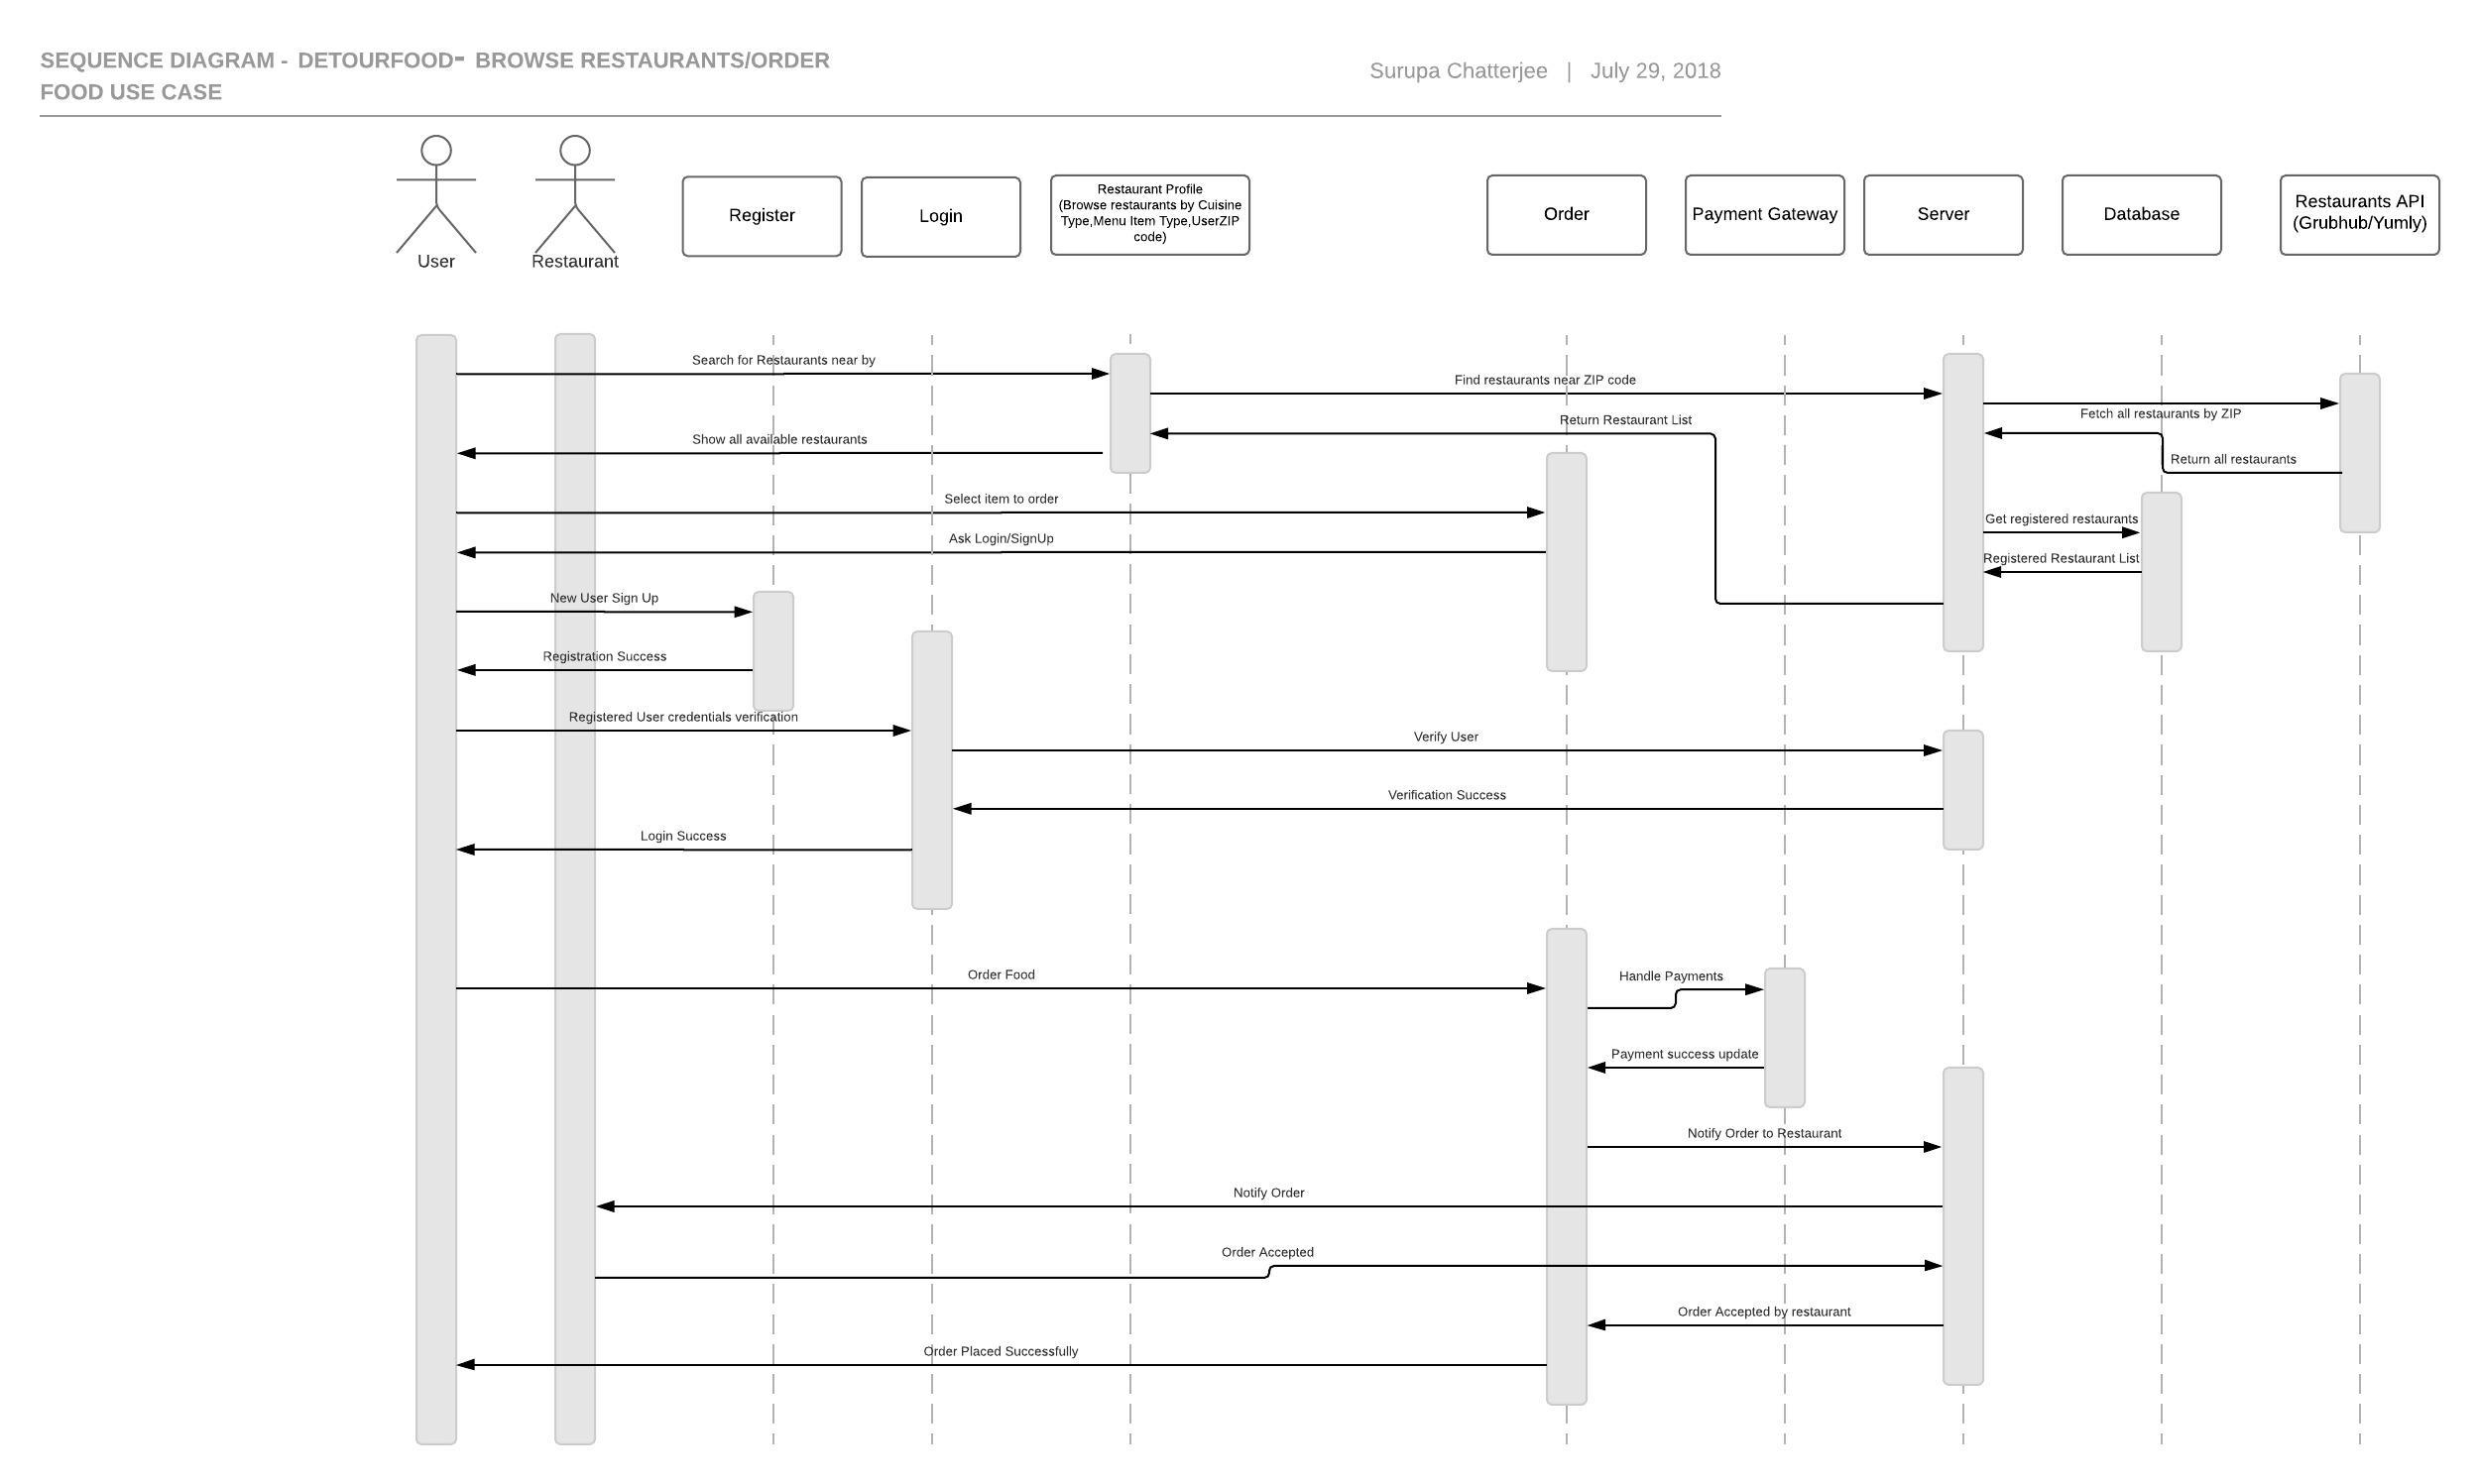 SEQUENCE DIAGRAM - DETOURFOOD- BROWSE RESTAURANTS/ORDER
FOOD USE CASE
Surupa Chatterjee | July 29, 2018
User
Restaurant
Register
Login
Restaurant Profile
(Browse restaurants by Cuisine
Type,Menu Item Type,UserZIP
code)
Order
Payment Gateway
Server
Database
Restaurants API
(Grubhub/Yumly)
Search for Restaurants near by
Find restaurants near ZIP code
Fetch all restaurants by ZIP
Return Restaurant List
Show all available restaurants
Return all restaurants
Select item to order
Get registered restaurants
Ask Login/SignUp
Registered Restaurant List
New User Sign Up
Registration Success
Registered User credentials verification
Verify User
Verification Success
Login Success
Order Food
Handle Payments
Payment success update
Notify Order to Restaurant
Notify Order
Order Accepted
Order Accepted by restaurant
Order Placed Successfully